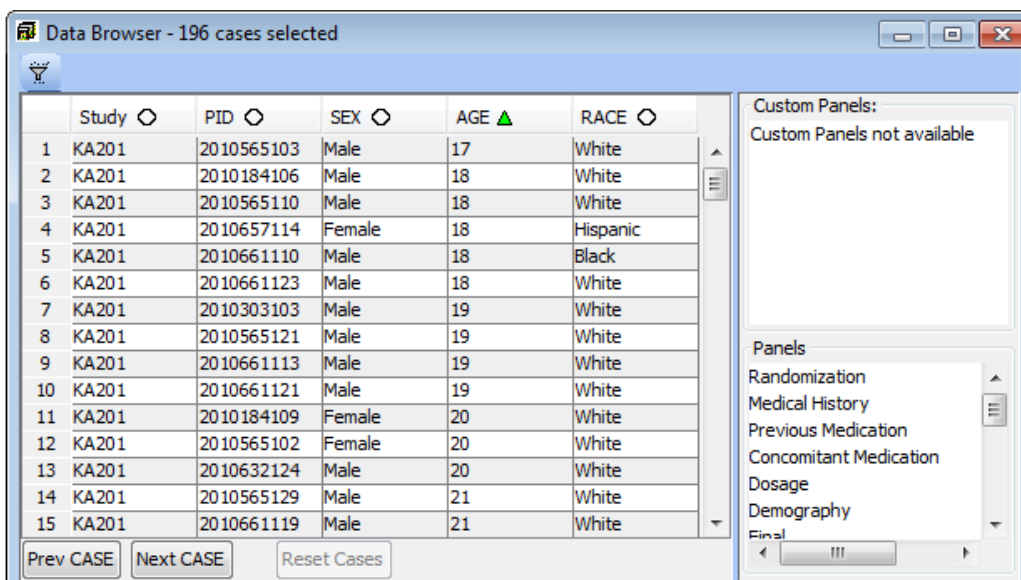 Data Browser - 196 cases selected
Study PID SEX AGE RACE
1 KA201 2010565103 Male 17 White
2 KA201 2010184106 Male 18 White
3 KA201 2010565110 Male 18 White
4 KA201 2010657114 Female 18 Hispanic
5 KA201 2010661110 Male 18 Black
6 KA201 2010661123 Male 18 White
7 KA201 2010303103 Male 19 White
8 KA201 2010565121 Male 19 White
9 KA201 2010661113 Male 19 White
10 KA201 2010661121 Male 19 White
11 KA201 2010184109 Female 20 White
12 KA201 2010565102 Female 20 White
13 KA201 2010632124 Male 20 White
14 KA201 2010565129 Male 21 White
15 KA201 2010661119 Male 21 White
Prev CASE Next CASE Reset Cases
Custom Panels:
Custom Panels not available
Panels
Randomization
Medical History
Previous Medication
Concomitant Medication
Dosage
Demography
Final